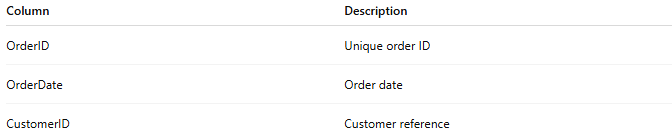 Column Description
OrderID Unique order ID
OrderDate Order date
CustomerID Customer reference